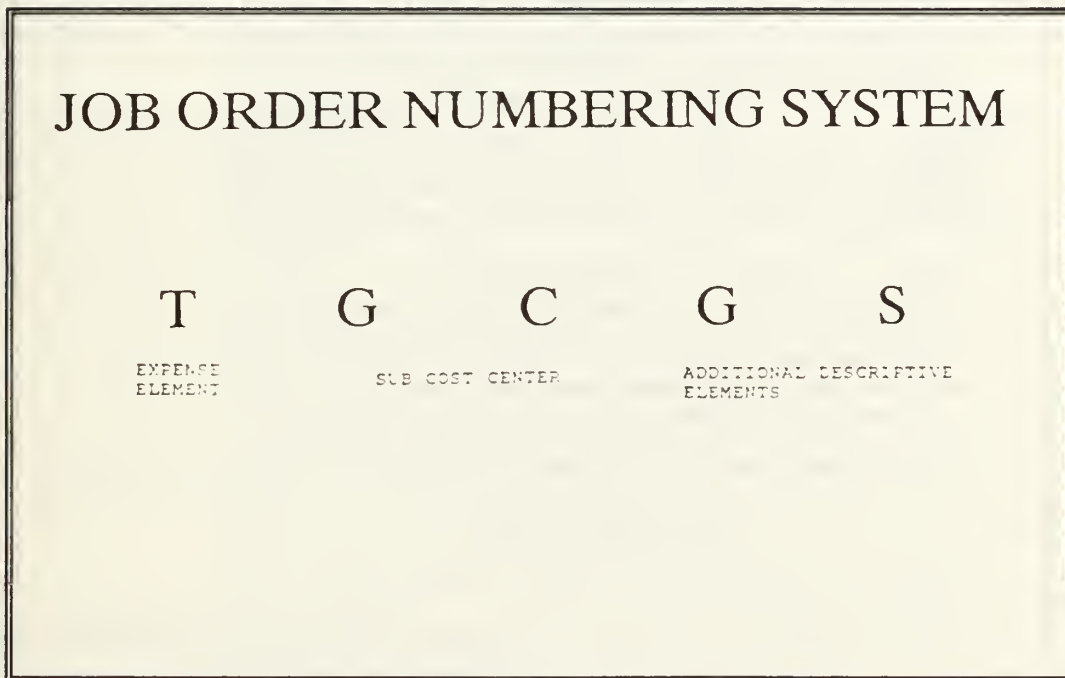 JOB ORDER NUMBERING SYSTEM
T G C G S
EXPENSE
ELEMENT
SUB COST CENTER
ADDITIONAL DESCRIPTIVE
ELEMENTS